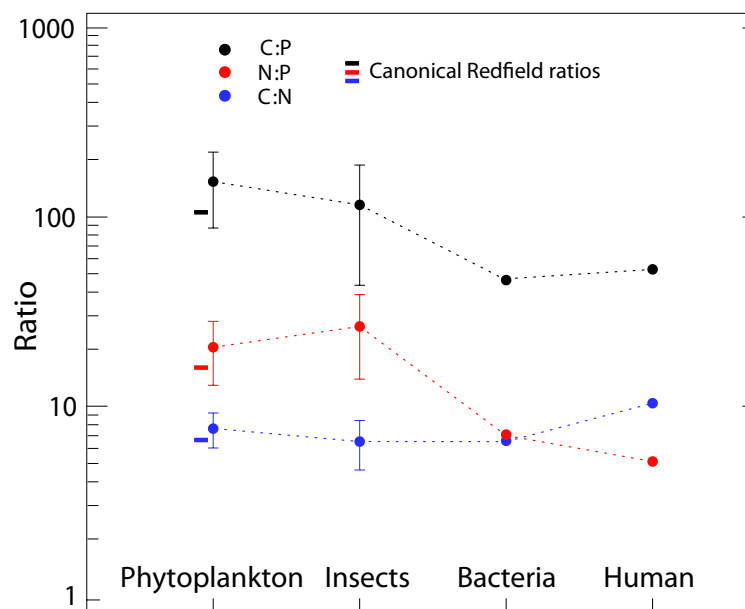 1000
C:P
N:P
C:N
Canonical Redfield ratios
100
Ratio
10
Phytoplankton
Insects
Bacteria
Human
1